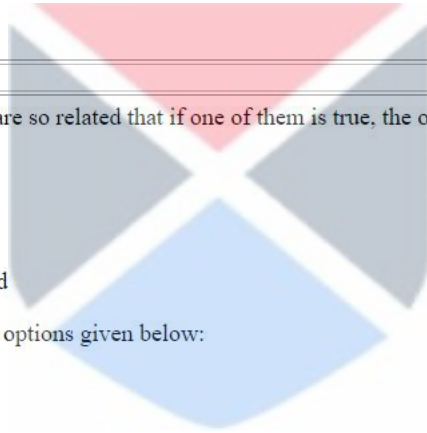 are so related that if one of them is true, the o
d
options given below: